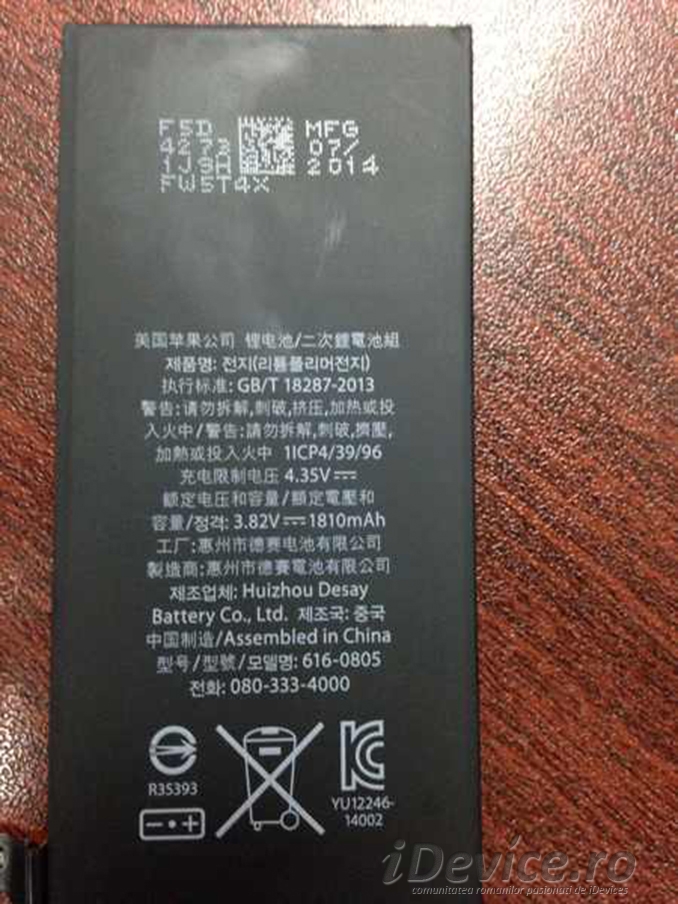 F5D
4273
1J9A
FW5T4X
MFG
07/
2014
美国苹果公司 锂电池/二次鋰電池組
제품명: 전지(리튬폴리머전지)
执行标准: GB/T 18287-2013
警告:请勿拆解,刺破,挤压,加热或投
入火中/警告:請勿拆解,刺破,擠壓,
加熱或投入火中 1ICP4/39/96
充电限制电压 4.35V⎓
额定电压和容量/額定電壓和
容量/정격: 3.82V⎓1810mAh
工厂:惠州市德赛电池有限公司
製造商:惠州市德賽電池有限公司
제조업체: Huizhou Desay
Battery Co., Ltd. 제조국: 중국
中国制造/Assembled in China
型号/型號/모델명: 616-0805
전화: 080-333-4000
R35393
YU12246-
14002
iDevice.ro
comunitatea romanilor pasionati de iDevices